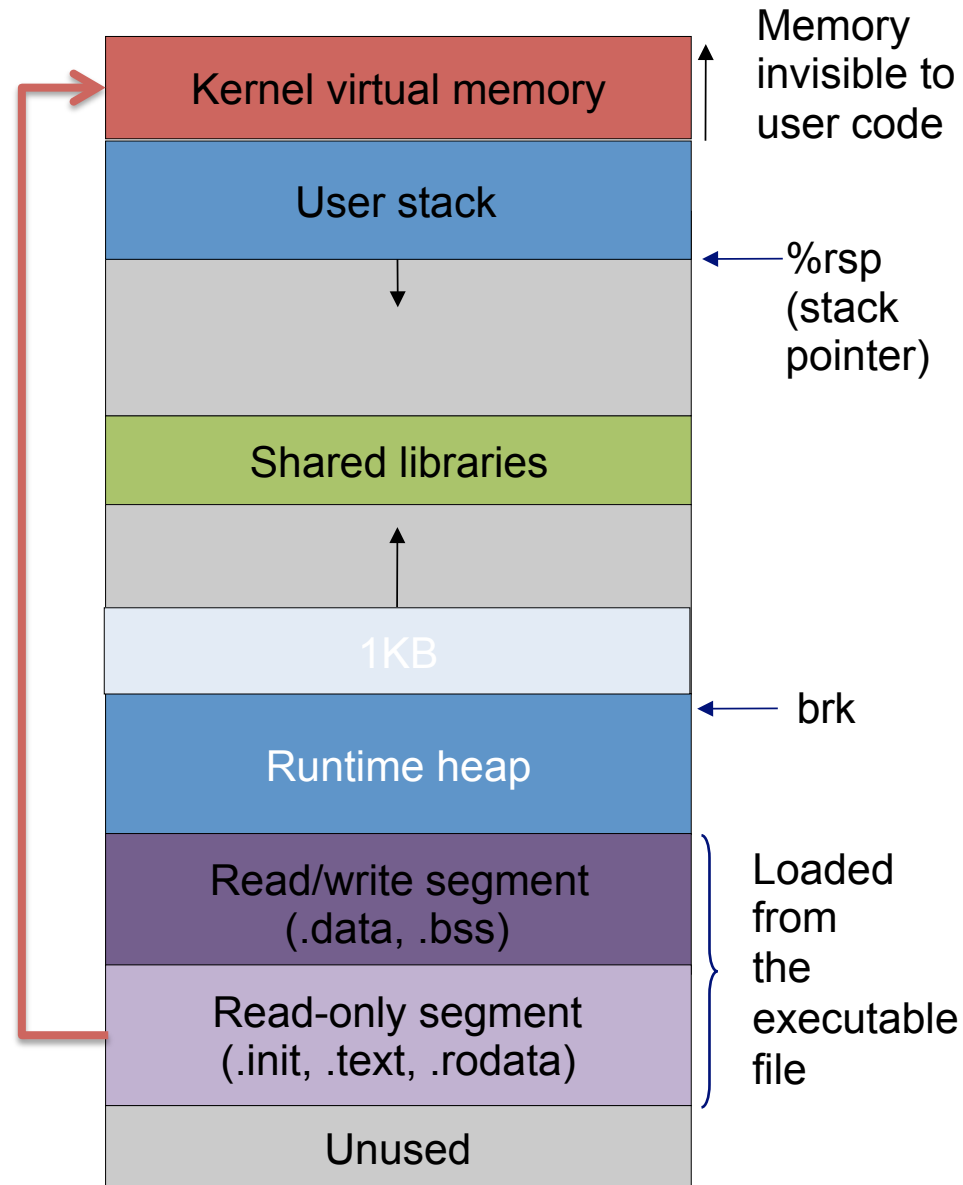 Memory
invisible to
user code
Kernel virtual memory
User stack
%rsp
(stack
pointer)
Shared libraries
1KB
brk
Runtime heap
Read/write segment
(.data, .bss)
Loaded
from
the
executable
file
Read-only segment
(.init, .text, .rodata)
Unused